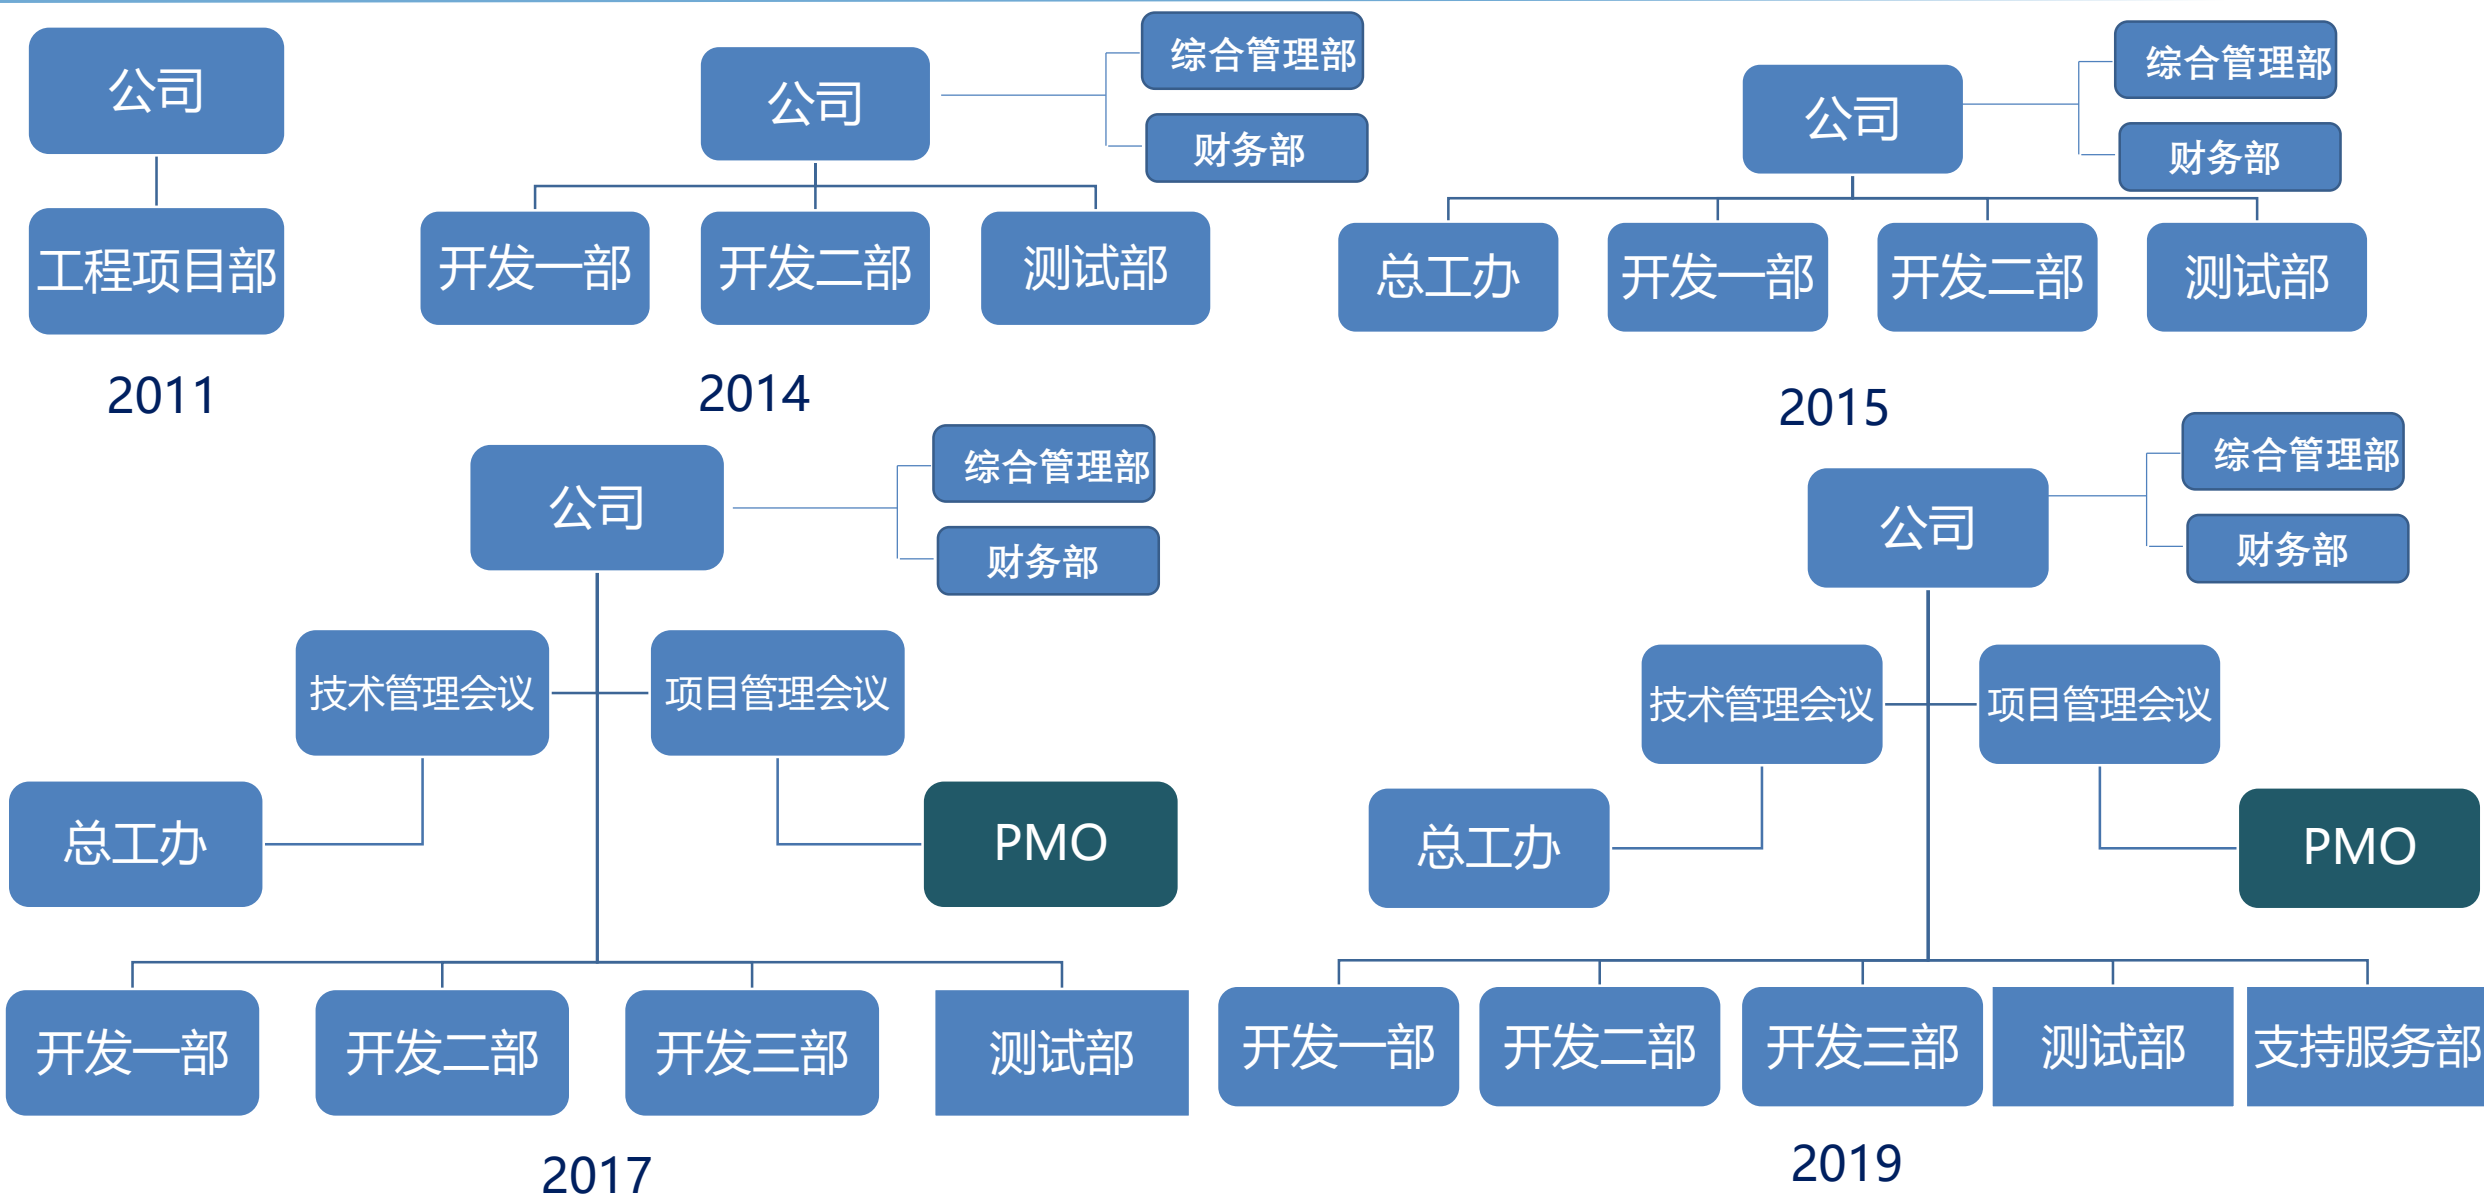 公司
工程项目部
2011
公司
综合管理部
财务部
开发一部
开发二部
测试部
2014
公司
综合管理部
财务部
总工办
开发一部
开发二部
测试部
2015
公司
综合管理部
财务部
技术管理会议
项目管理会议
总工办
PMO
开发一部
开发二部
开发三部
测试部
2017
公司
综合管理部
财务部
技术管理会议
项目管理会议
总工办
PMO
开发一部
开发二部
开发三部
测试部
支持服务部
2019